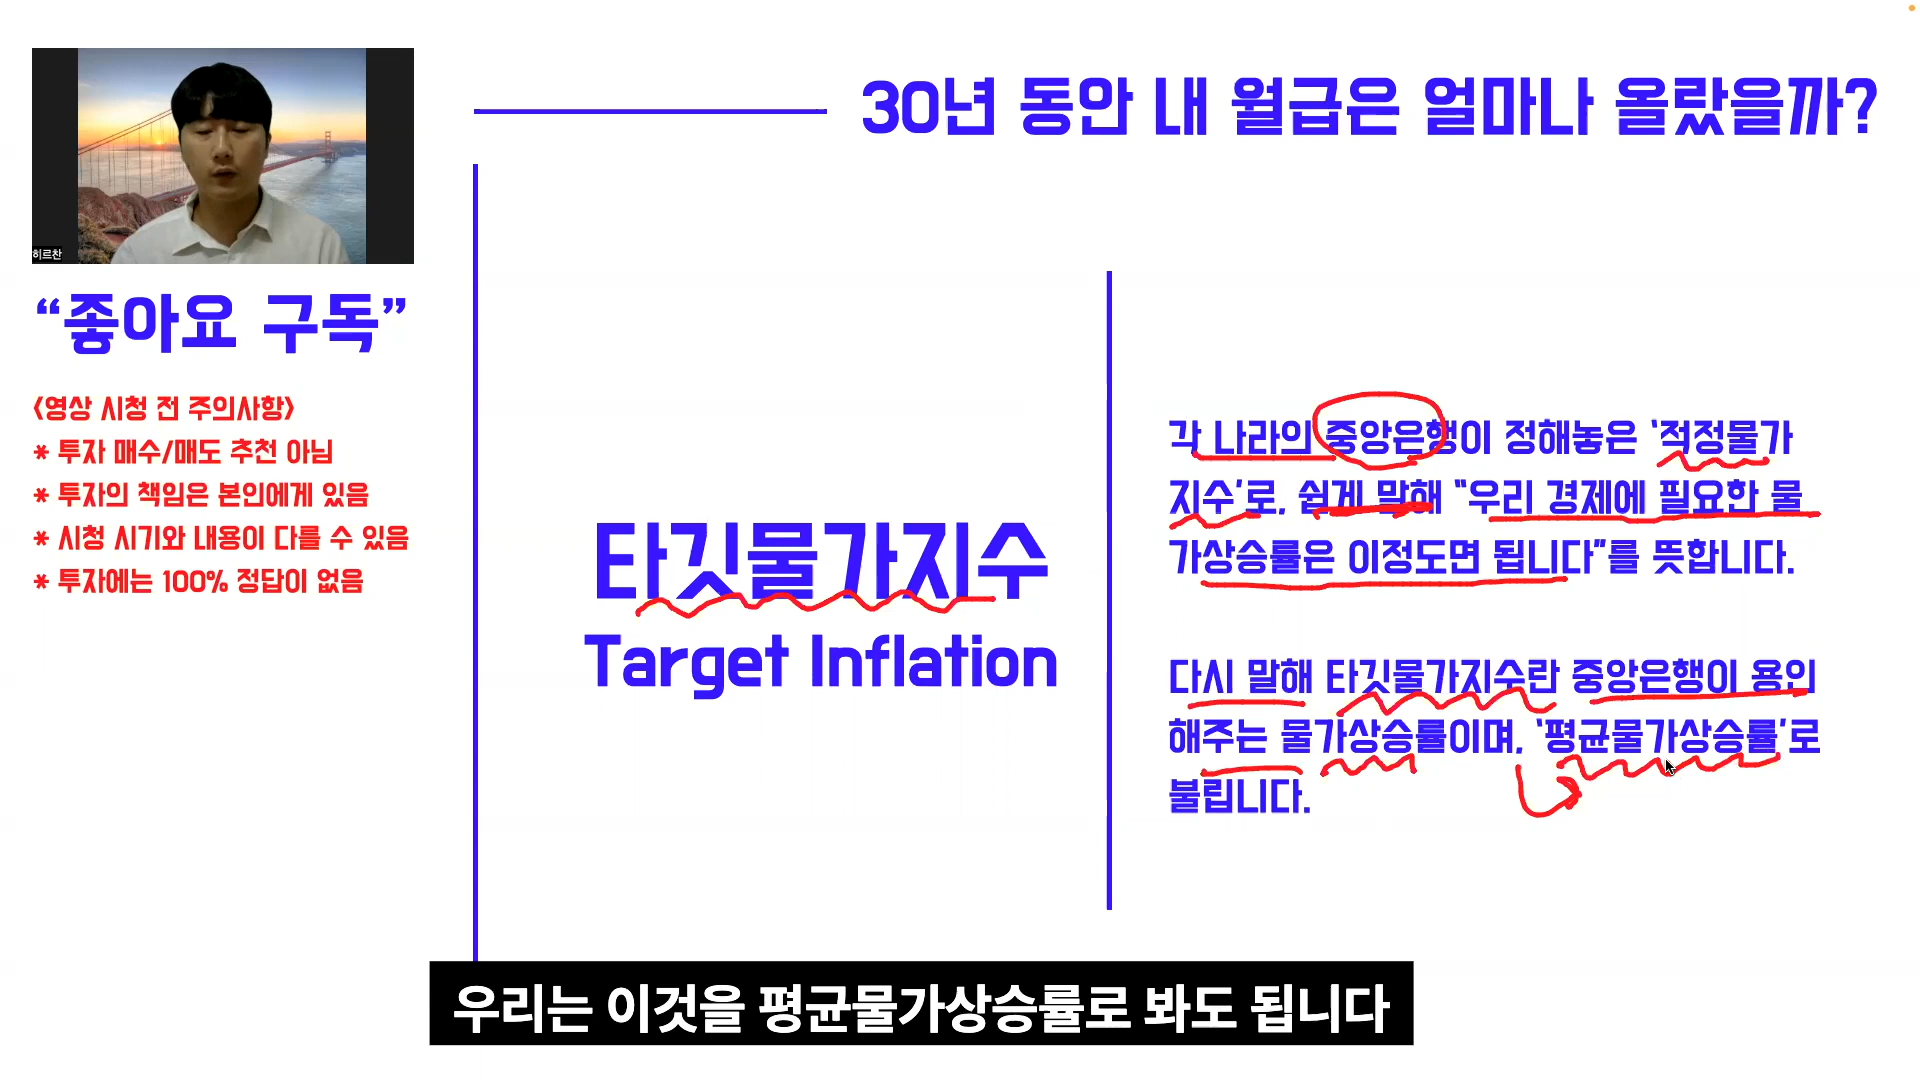 30년 동안 내 월급은 얼마나 올랐을까?
히르찬
“좋아요 구독”
<영상 시청 전 주의사항>
* 투자 매수/매도 추천 아님
* 투자의 책임은 본인에게 있음
* 시청 시기와 내용이 다를 수 있음
* 투자에는 100% 정답이 없음
타깃물가지수
Target Inflation
각 나라의 중앙은행이 정해놓은 ‘적정물가
지수’로, 쉽게 말해 “우리 경제에 필요한 물
가상승률은 이정도면 됩니다”를 뜻합니다.
다시 말해 타깃물가지수란 중앙은행이 용인
해주는 물가상승률이며, ‘평균물가상승률’로
불립니다.
우리는 이것을 평균물가상승률로 봐도 됩니다